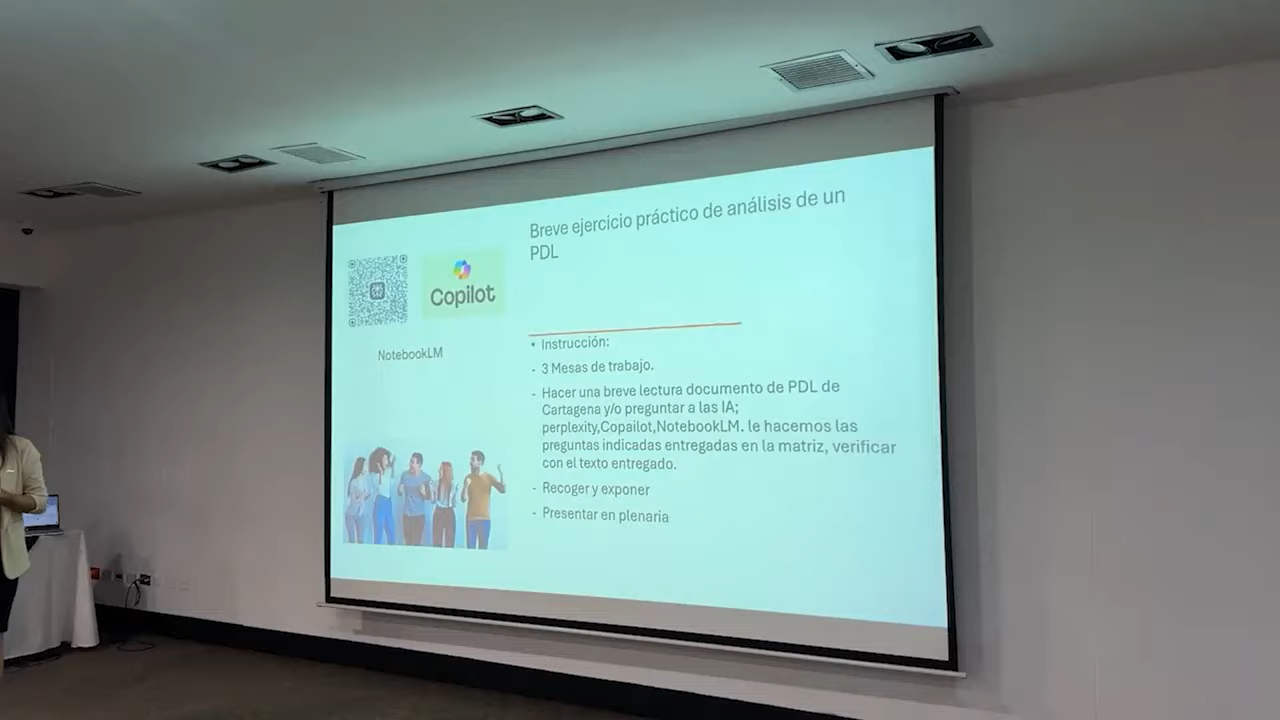 Breve ejercicio práctico de análisis de un
PDL
Copilot
NotebookLM
• Instrucción:
- 3 Mesas de trabajo.
- Hacer una breve lectura documento de PDL de
Cartagena y/o preguntar a las IA;
perplexity,Copailot,NotebookLM. le hacemos las
preguntas indicadas entregadas en la matriz, verificar
con el texto entregado.
- Recoger y exponer
- Presentar en plenaria